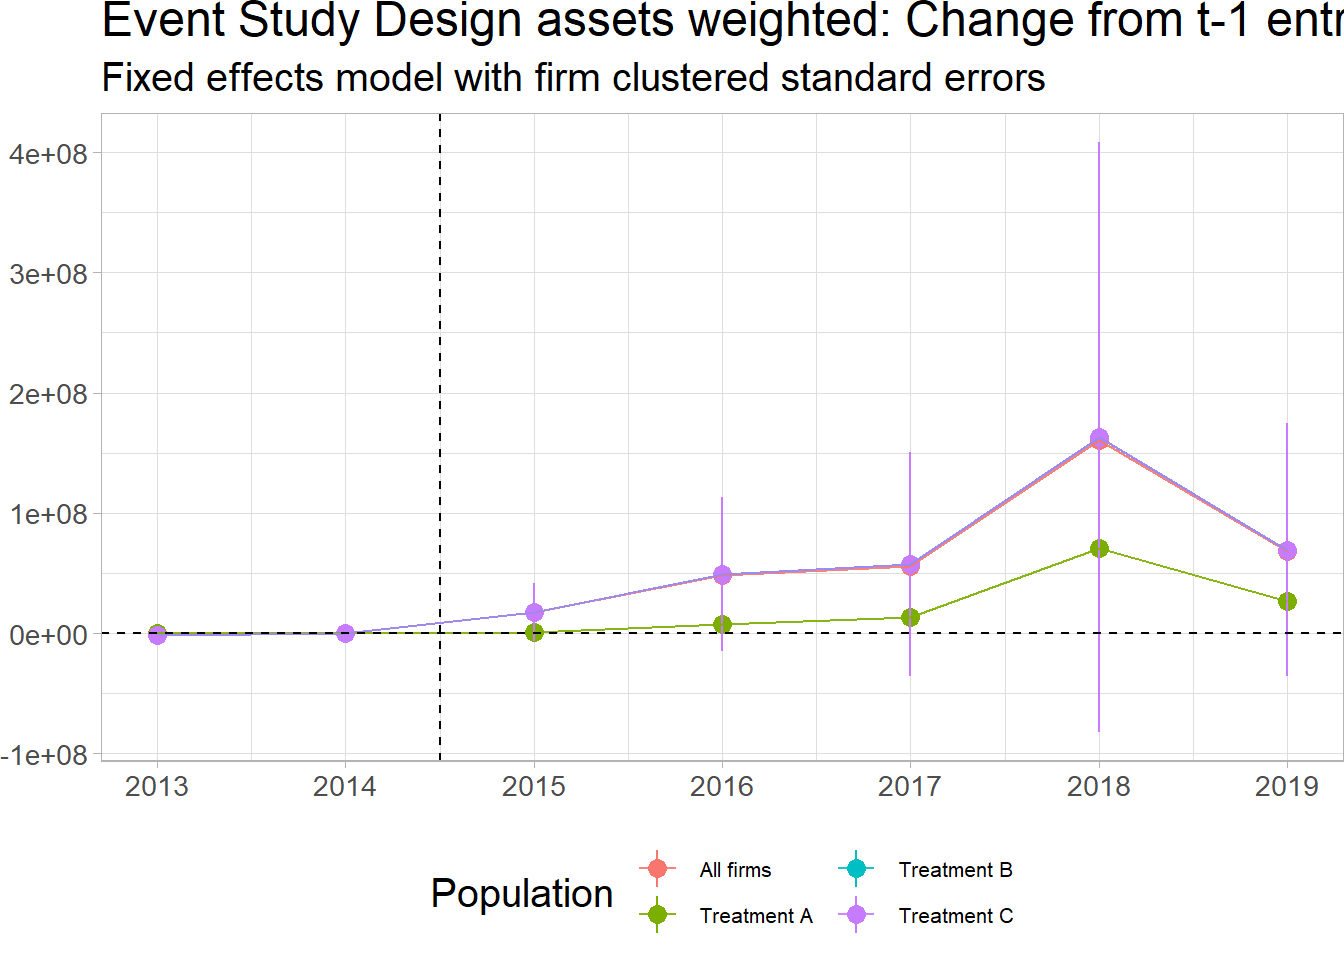 Event Study Design assets weighted: Change from t-1 entr
Fixed effects model with firm clustered standard errors
4e+08
3e+08
2e+08
1e+08
0e+00
-1e+08
2013 2014 2015 2016 2017 2018 2019
Population
All firms Treatment B
Treatment A Treatment C